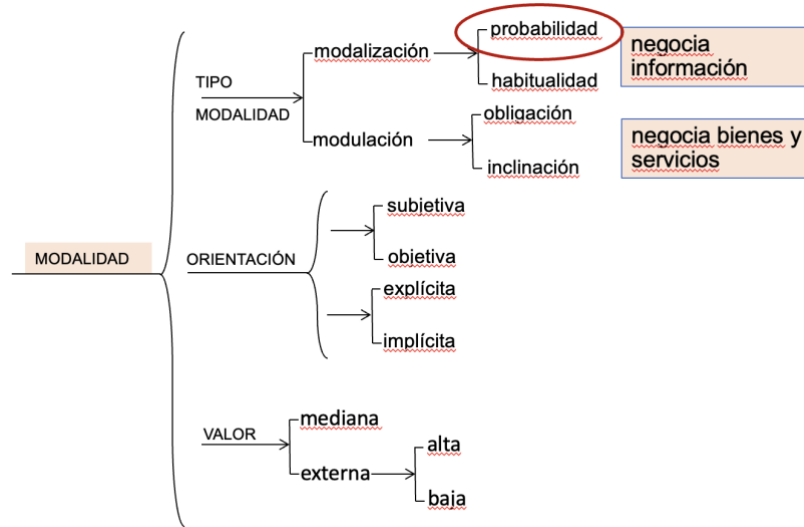 probabilidad
modalización
negocia
información
habitualidad
TIPO
MODALIDAD
obligación
modulación
negocia bienes y
servicios
inclinación
subjetiva
MODALIDAD
ORIENTACIÓN
objetiva
explícita
implícita
mediana
VALOR
alta
externa
baja